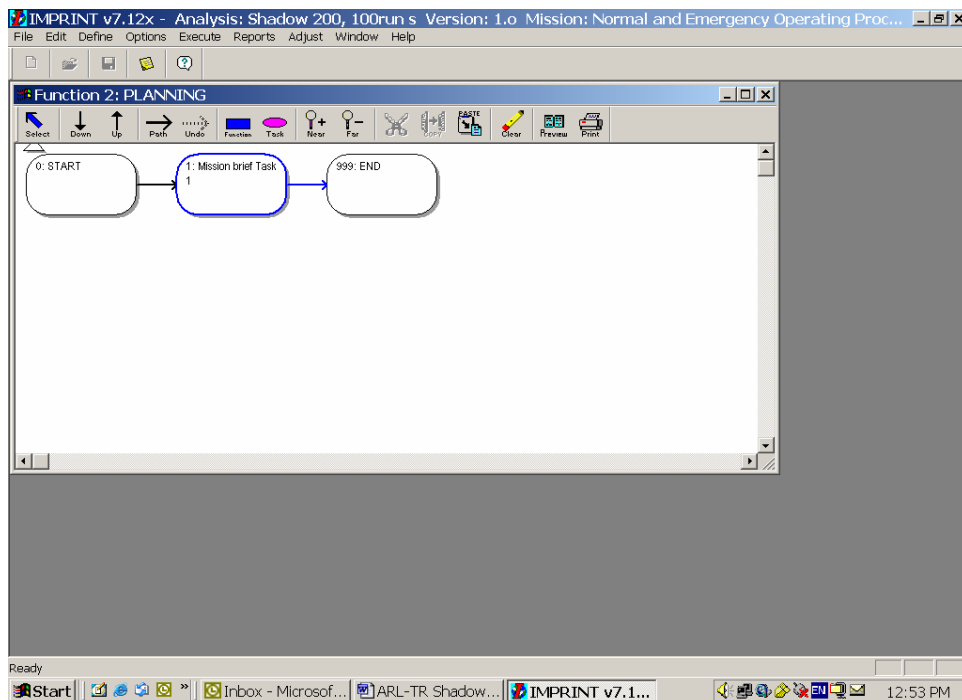 IMPRINT v7.12x - Analysis: Shadow 200, 100run s Version: 1.o Mission: Normal and Emergency Operating Proc...
File Edit Define Options Execute Reports Adjust Window Help
Function 2: PLANNING
Select Down Up Path Undo Function Task Near Far COPY PASTE Clear Preview Print
0: START
1: Mission brief Task
1
999: END
Ready
Start » Inbox - Microsof... ARL-TR Shadow... IMPRINT v7.1... EN 12:53 PM